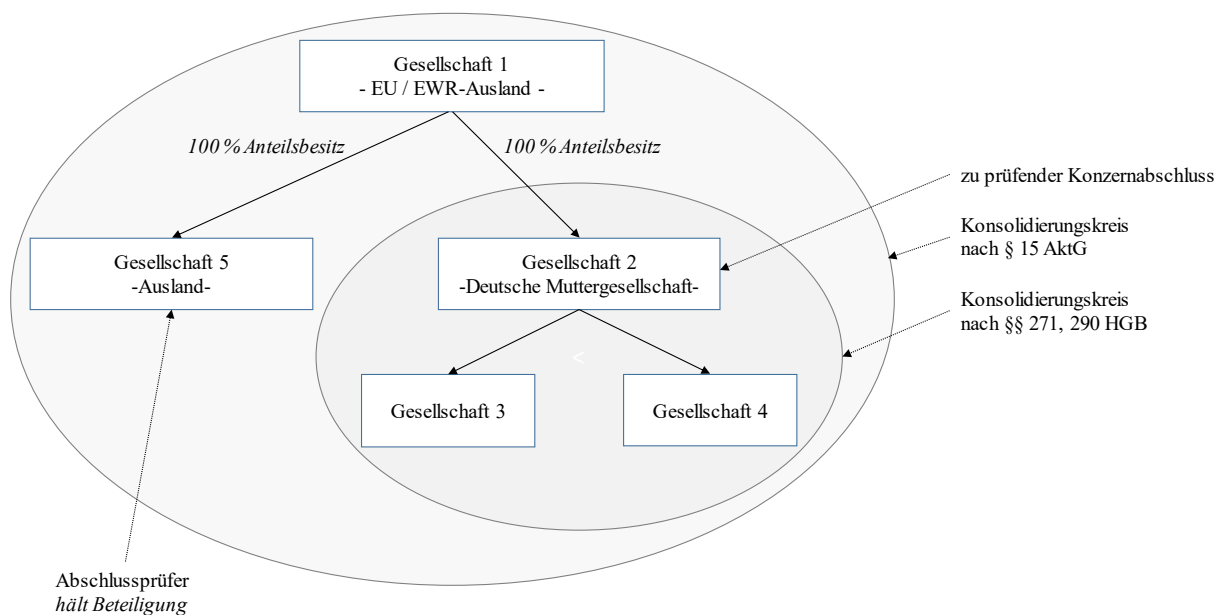 Gesellschaft 1
- EU / EWR-Ausland -
100 % Anteilsbesitz
100 % Anteilsbesitz
zu prüfender Konzernabschluss
Konsolidierungskreis
nach § 15 AktG
Gesellschaft 5
-Ausland-
Gesellschaft 2
-Deutsche Muttergesellschaft-
Konsolidierungskreis
nach §§ 271, 290 HGB
<
Gesellschaft 3
Gesellschaft 4
Abschlussprüfer
hält Beteiligung